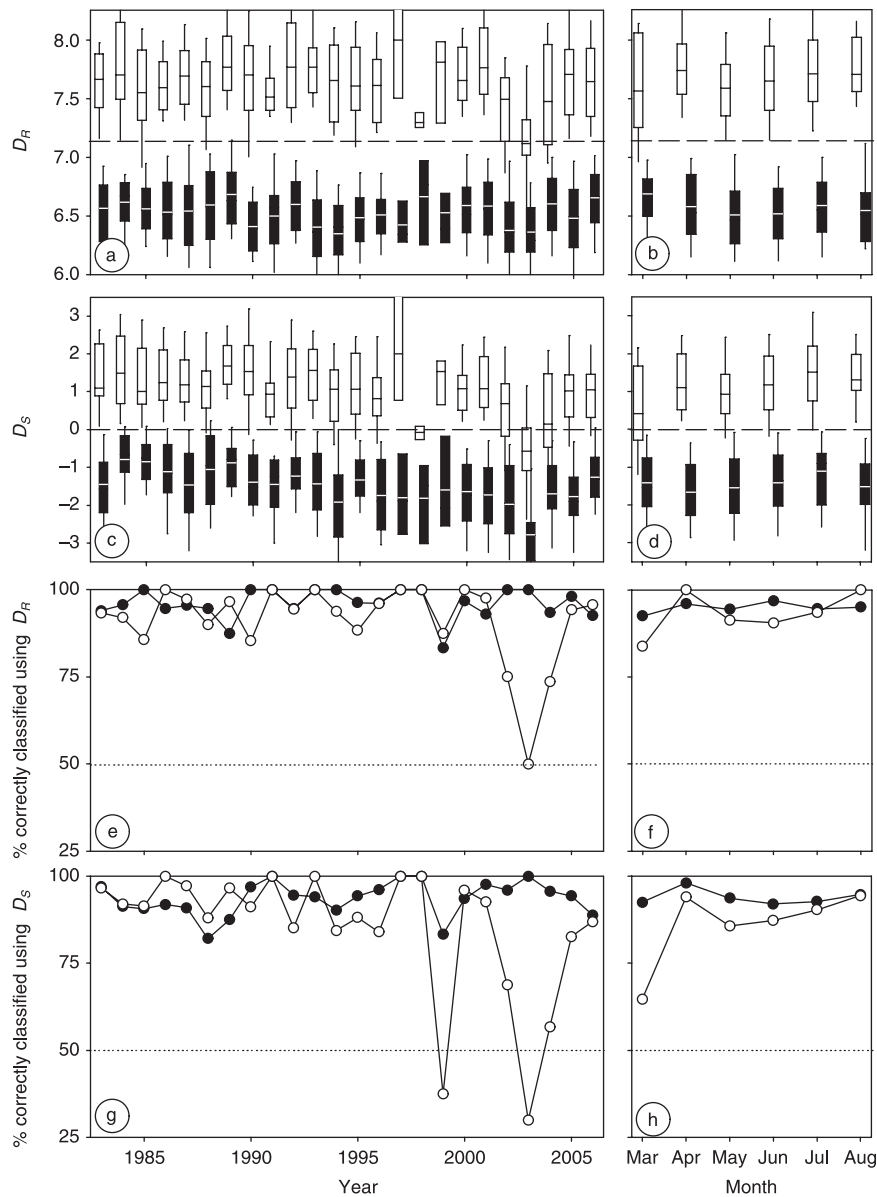 8.0
7.5
7.0
6.5
6.0
D_R
a
b
3
2
1
0
−1
−2
−3
D_S
c
d
100
75
50
25
% correctly classified using D_R
e
f
100
75
50
25
% correctly classified using D_S
g
h
1985 1990 1995 2000 2005
Year
Mar Apr May Jun Jul Aug
Month